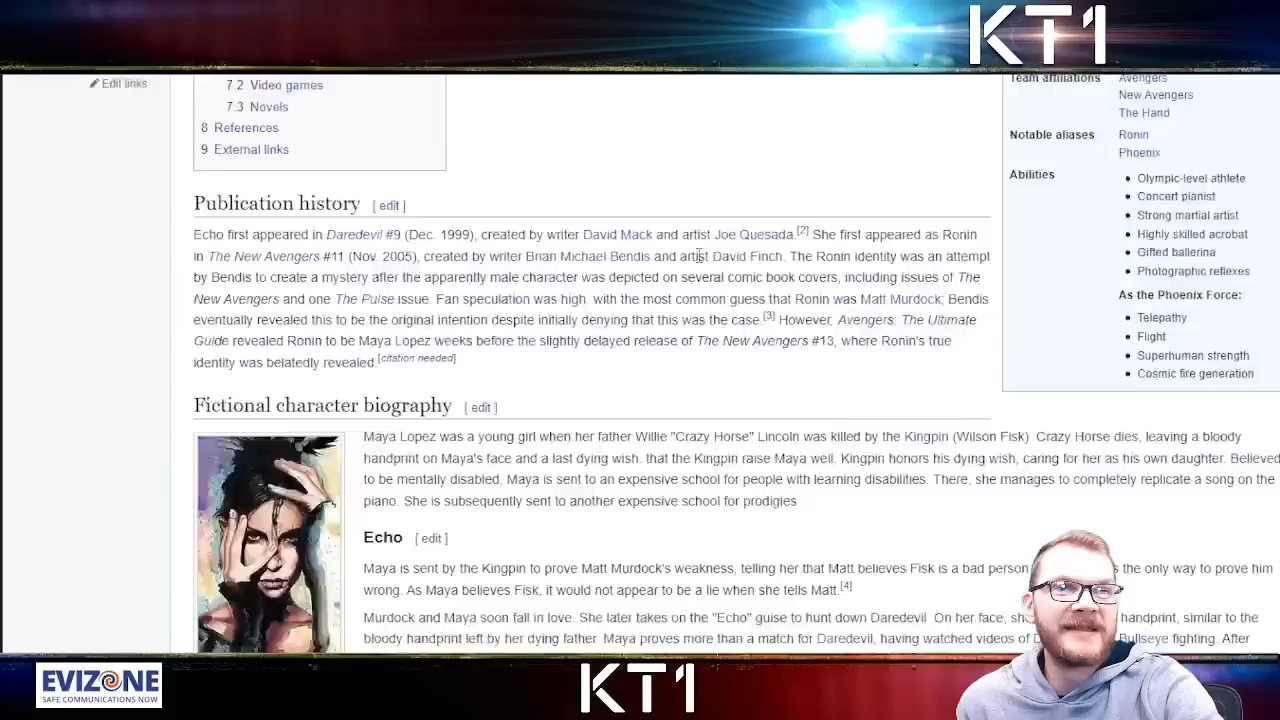 KT1
Edit links
7.2 Video games
7.3 Novels
8 References
9 External links
Team affiliations
Avengers
New Avengers
The Hand
Notable aliases
Ronin
Phoenix
Abilities
Olympic-level athlete
Concert pianist
Strong martial artist
Highly skilled acrobat
Gifted ballerina
Photographic reflexes
As the Phoenix Force:
Telepathy
Flight
Superhuman strength
Cosmic fire generation
Publication history [ edit ]
Echo first appeared in Daredevil #9 (Dec. 1999), created by writer David Mack and artist Joe Quesada.[2] She first appeared as Ronin
in The New Avengers #11 (Nov. 2005), created by writer Brian Michael Bendis and artist David Finch. The Ronin identity was an attempt
by Bendis to create a mystery after the apparently male character was depicted on several comic book covers, including issues of The
New Avengers and one The Pulse issue. Fan speculation was high, with the most common guess that Ronin was Matt Murdock; Bendis
eventually revealed this to be the original intention despite initially denying that this was the case.[3] However, Avengers: The Ultimate
Guide revealed Ronin to be Maya Lopez weeks before the slightly delayed release of The New Avengers #13, where Ronin's true
identity was belatedly revealed.[citation needed]
Fictional character biography [ edit ]
Maya Lopez was a young girl when her father Willie "Crazy Horse" Lincoln was killed by the Kingpin (Wilson Fisk). Crazy Horse dies, leaving a bloody
handprint on Maya's face and a last dying wish: that the Kingpin raise Maya well. Kingpin honors his dying wish, caring for her as his own daughter. Believed
to be mentally disabled, Maya is sent to an expensive school for people with learning disabilities. There, she manages to completely replicate a song on the
piano. She is subsequently sent to another expensive school for prodigies
Echo [ edit ]
Maya is sent by the Kingpin to prove Matt Murdock's weakness, telling her that Matt believes Fisk is a bad person s the only way to prove him
wrong. As Maya believes Fisk, it would not appear to be a lie when she tells Matt.[4]
Murdock and Maya soon fall in love. She later takes on the "Echo" guise to hunt down Daredevil. On her face, sh handprint, similar to the
bloody handprint left by her dying father. Maya proves more than a match for Daredevil, having watched videos of D Bullseye fighting. After
EVIZONE
SAFE COMMUNICATIONS NOW
KT1